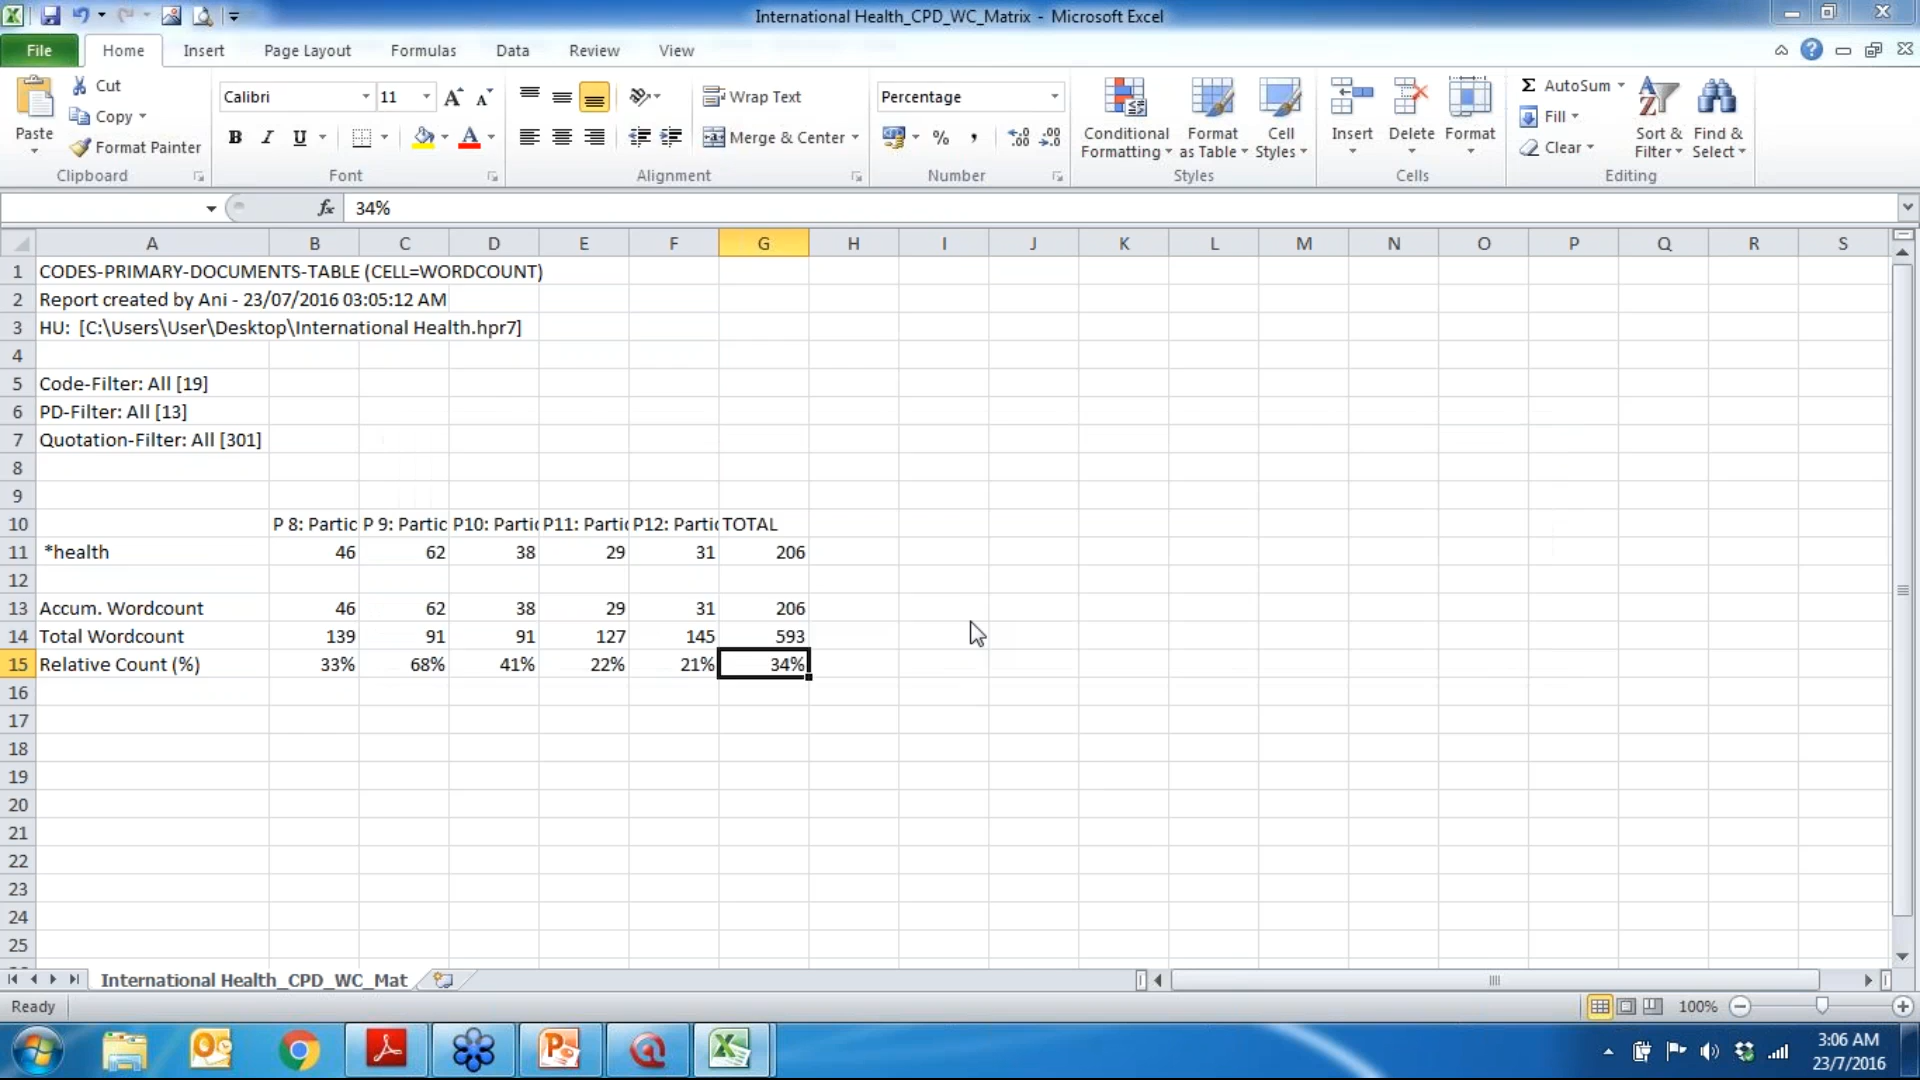 International Health_CPD_WC_Matrix - Microsoft Excel
File Home Insert Page Layout Formulas Data Review View
Paste Cut Copy Format Painter
Calibri 11
Wrap Text
Merge & Center
Percentage
Conditional Formatting
Format as Table
Cell Styles
Insert Delete Format
AutoSum
Fill
Clear
Sort & Filter
Find & Select
Clipboard Font Alignment Number Styles Cells Editing
fx 34%
A B C D E F G H I J K L M N O P Q R S
1 CODES-PRIMARY-DOCUMENTS-TABLE (CELL=WORDCOUNT)
2 Report created by Ani - 23/07/2016 03:05:12 AM
3 HU: [C:\Users\User\Desktop\International Health.hpr7]
4
5 Code-Filter: All [19]
6 PD-Filter: All [13]
7 Quotation-Filter: All [301]
8
9
10 P 8: Partic P 9: Partic P10: Partic P11: Partic P12: Partic TOTAL
11 *health 46 62 38 29 31 206
12
13 Accum. Wordcount 46 62 38 29 31 206
14 Total Wordcount 139 91 91 127 145 593
15 Relative Count (%) 33% 68% 41% 22% 21% 34%
16
17
18
19
20
21
22
23
24
25
International Health_CPD_WC_Mat
Ready 100%
3:06 AM
23/7/2016